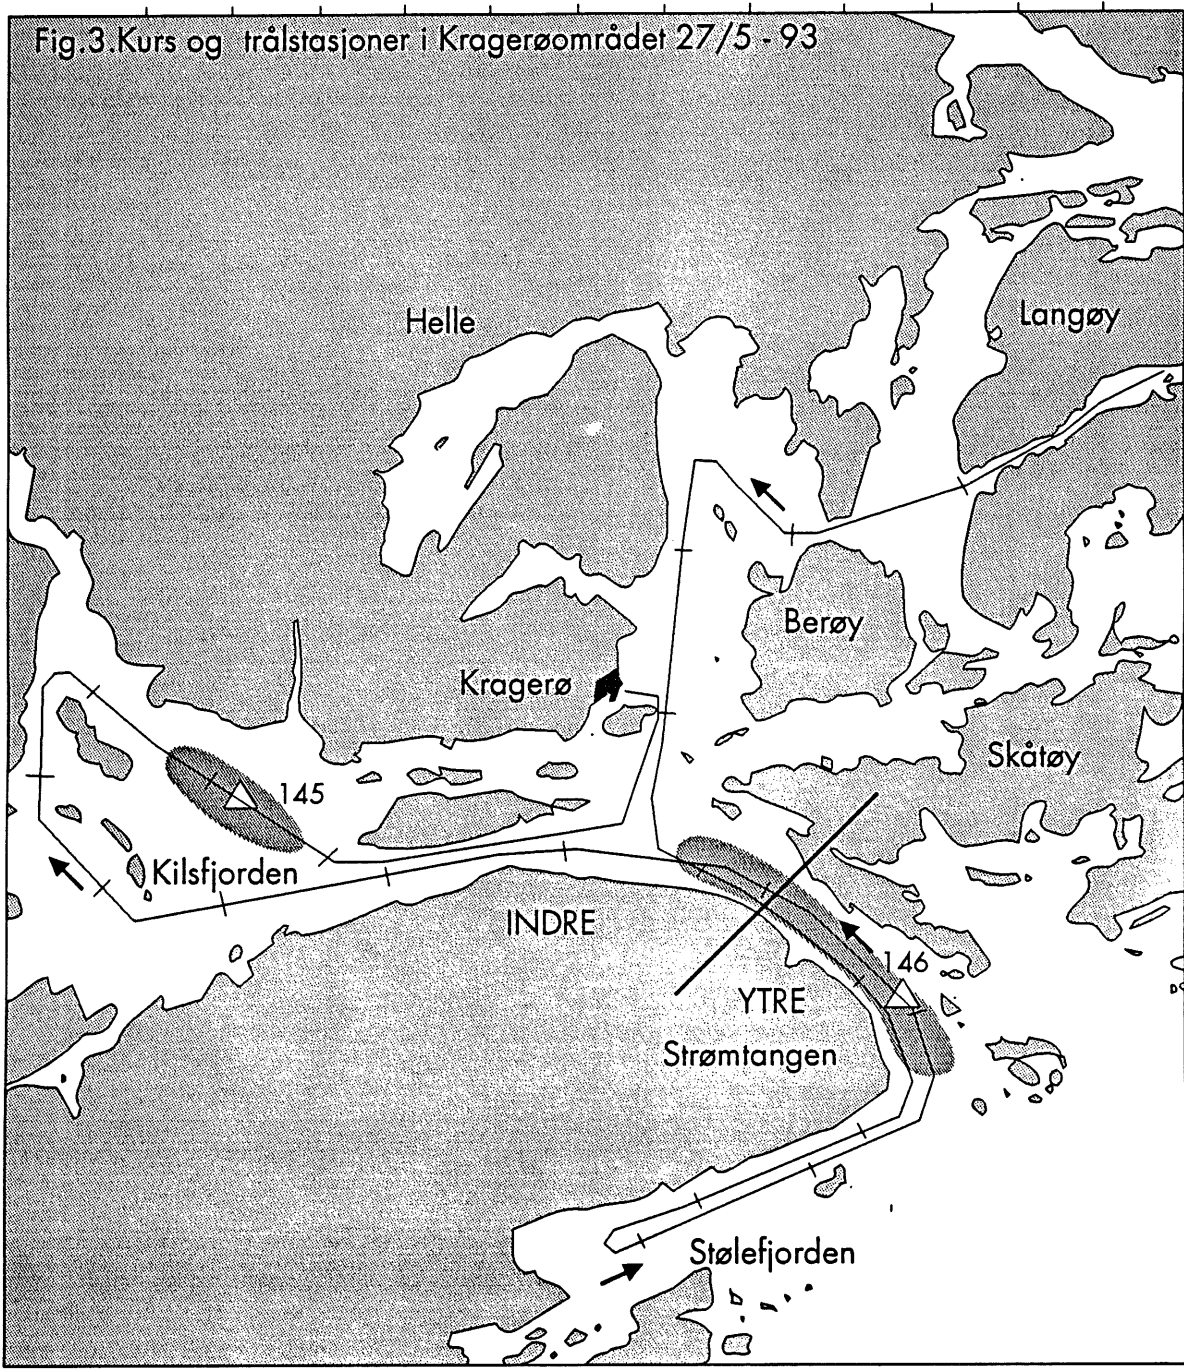 Fig.3.Kurs og trålstasjoner i Kragerøområdet 27/5 - 93
Helle
Langøy
Berøy
Kragerø
Skåtøy
145
Kilsfjorden
INDRE
146
YTRE
Strømtangen
Stølefjorden